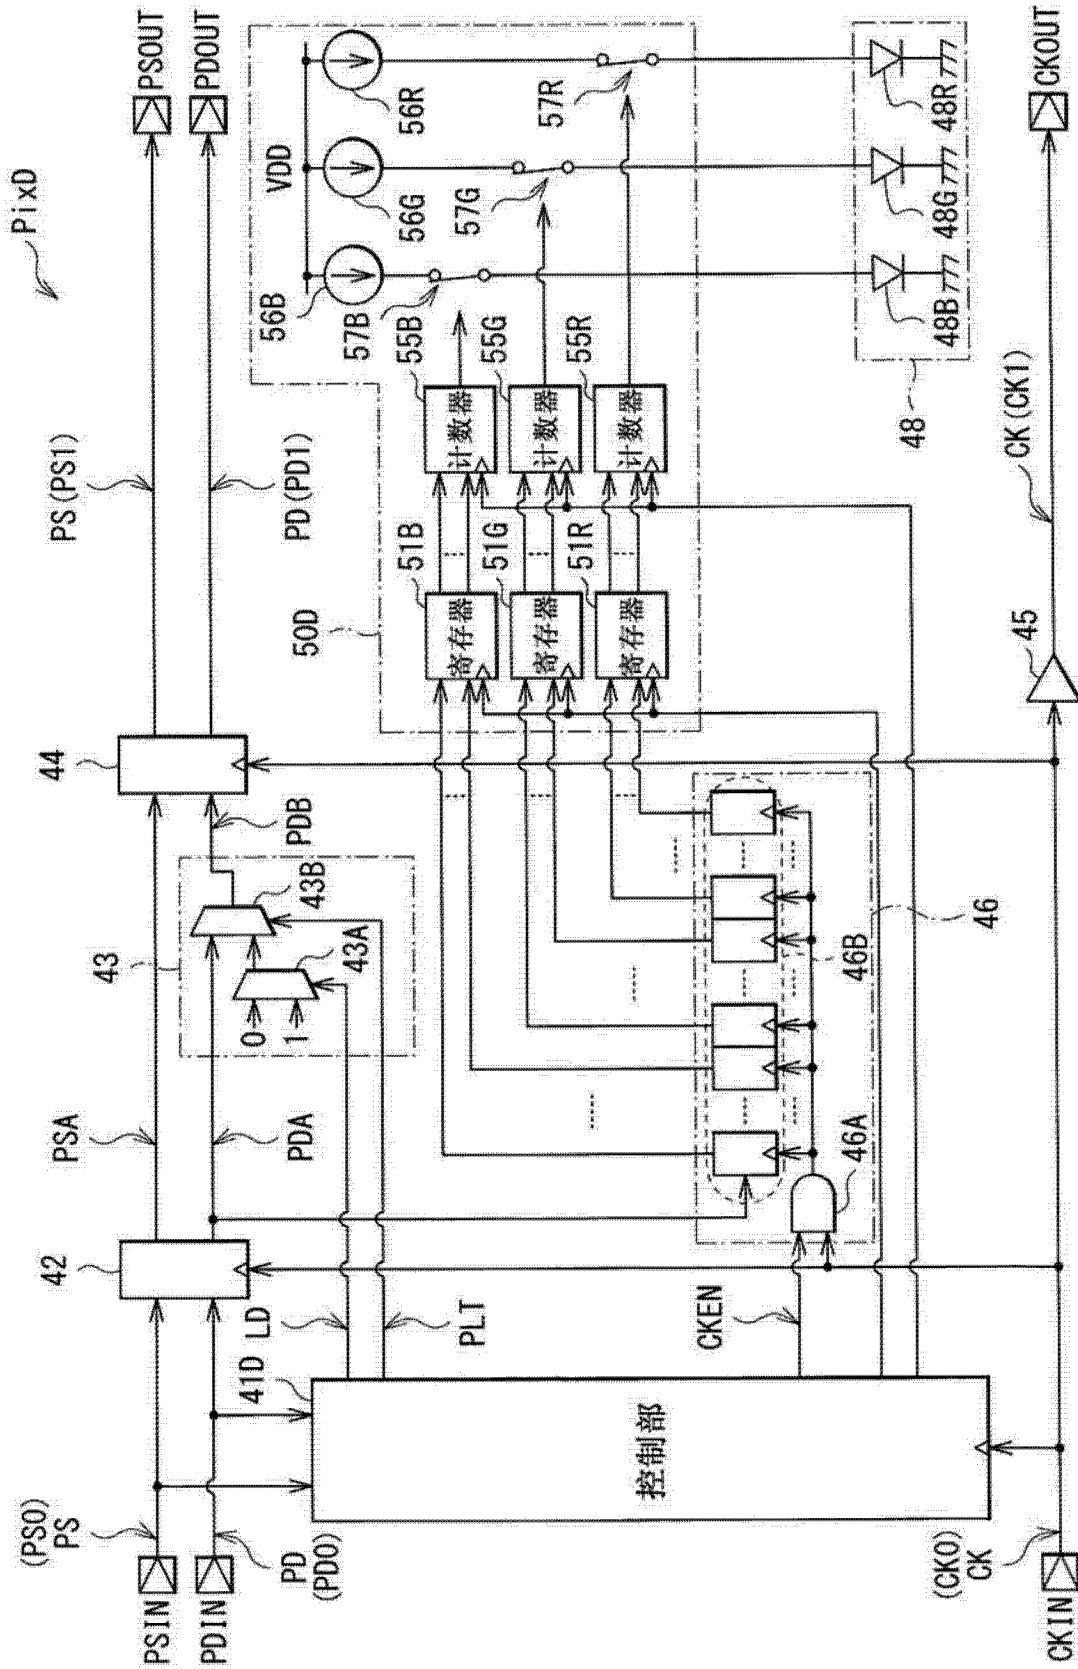 PixD
PSIN
PDIN
(PS0)
PS
PD
(PD0)
41D
控制部
LD
PLT
CKEN
(CK0)
CK
CKIN
42
PSA
PDA
43
0
1
43A
43B
PDB
44
46A
46B
46
45
PS(PS1)
PD(PD1)
PSOUT
PDOUT
50D
51B
寄存器
51G
寄存器
51R
寄存器
55B
计数器
55G
计数器
55R
计数器
VDD
56B
56G
56R
57B
57G
57R
48B
48G
48R
48
CK(CK1)
CKOUT